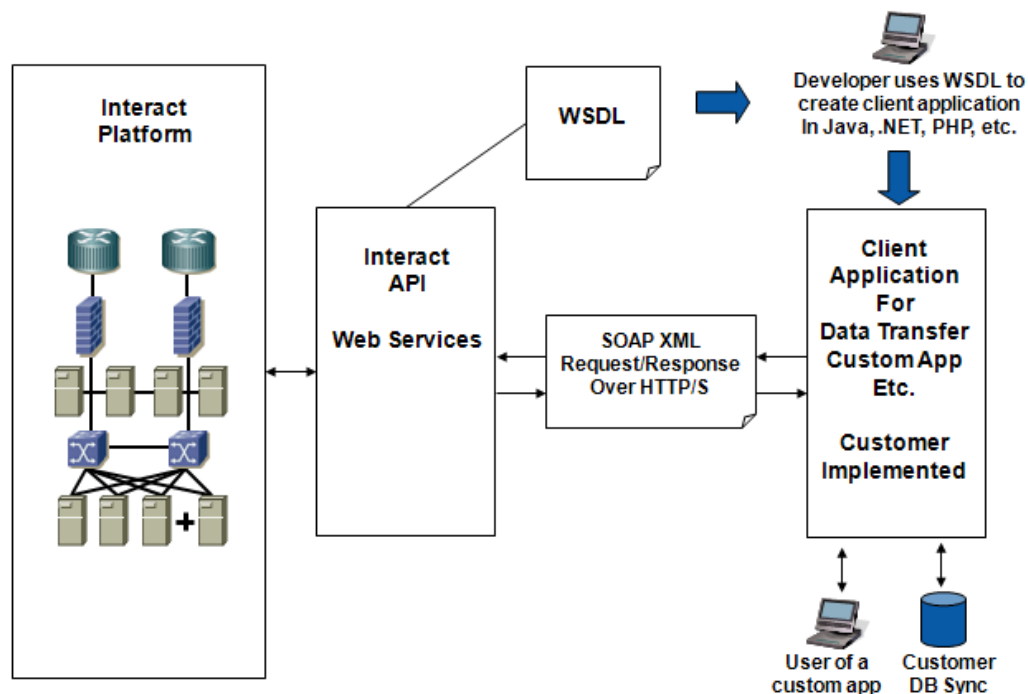 Interact
Platform
WSDL
Developer uses WSDL to
create client application
In Java, .NET, PHP, etc.
Interact
API
Web Services
SOAP XML
Request/Response
Over HTTP/S
Client
Application
For
Data Transfer
Custom App
Etc.
Customer
Implemented
+
User of a
custom app
Customer
DB Sync